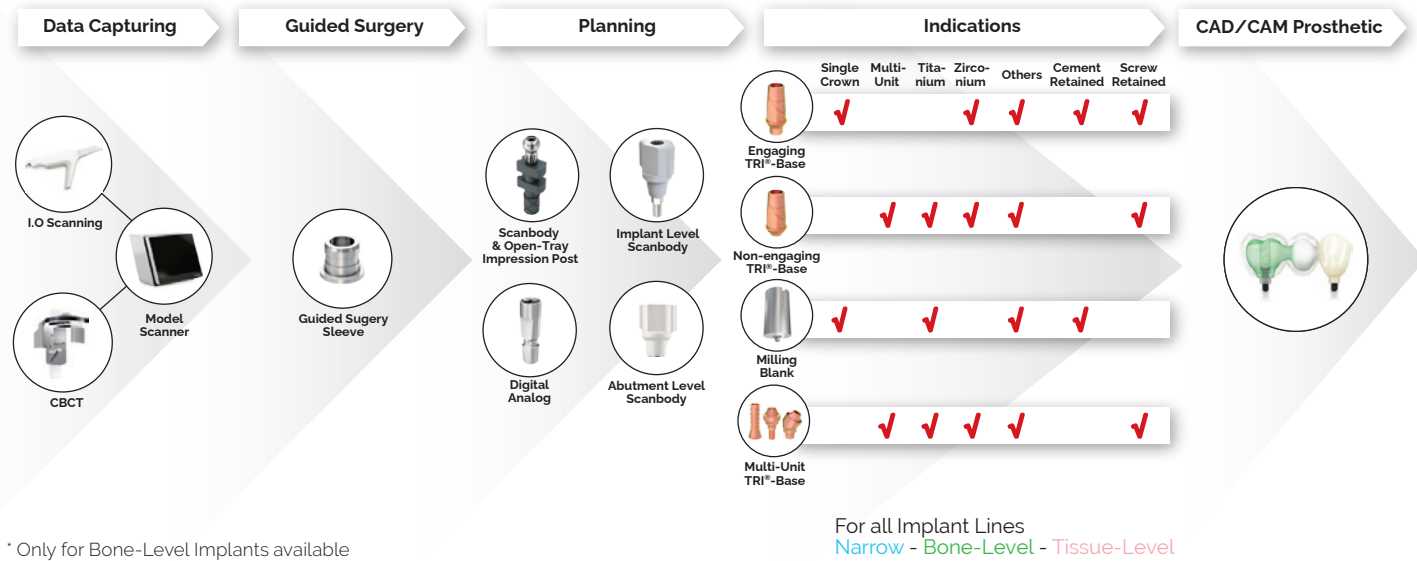 Data Capturing
Guided Surgery
Planning
Indications
CAD/CAM Prosthetic
Single
Crown
Multi-
Unit
Tita-
nium
Zirco-
nium
Others
Cement
Retained
Screw
Retained
I.O Scanning
Model
Scanner
CBCT
Guided Sugery
Sleeve
Scanbody
& Open-Tray
Impression Post
Implant Level
Scanbody
Digital
Analog
Abutment Level
Scanbody
Engaging
TRI®-Base
Non-engaging
TRI®-Base
Milling
Blank
Multi-Unit
TRI®-Base
* Only for Bone-Level Implants available
For all Implant Lines
Narrow - Bone-Level - Tissue-Level